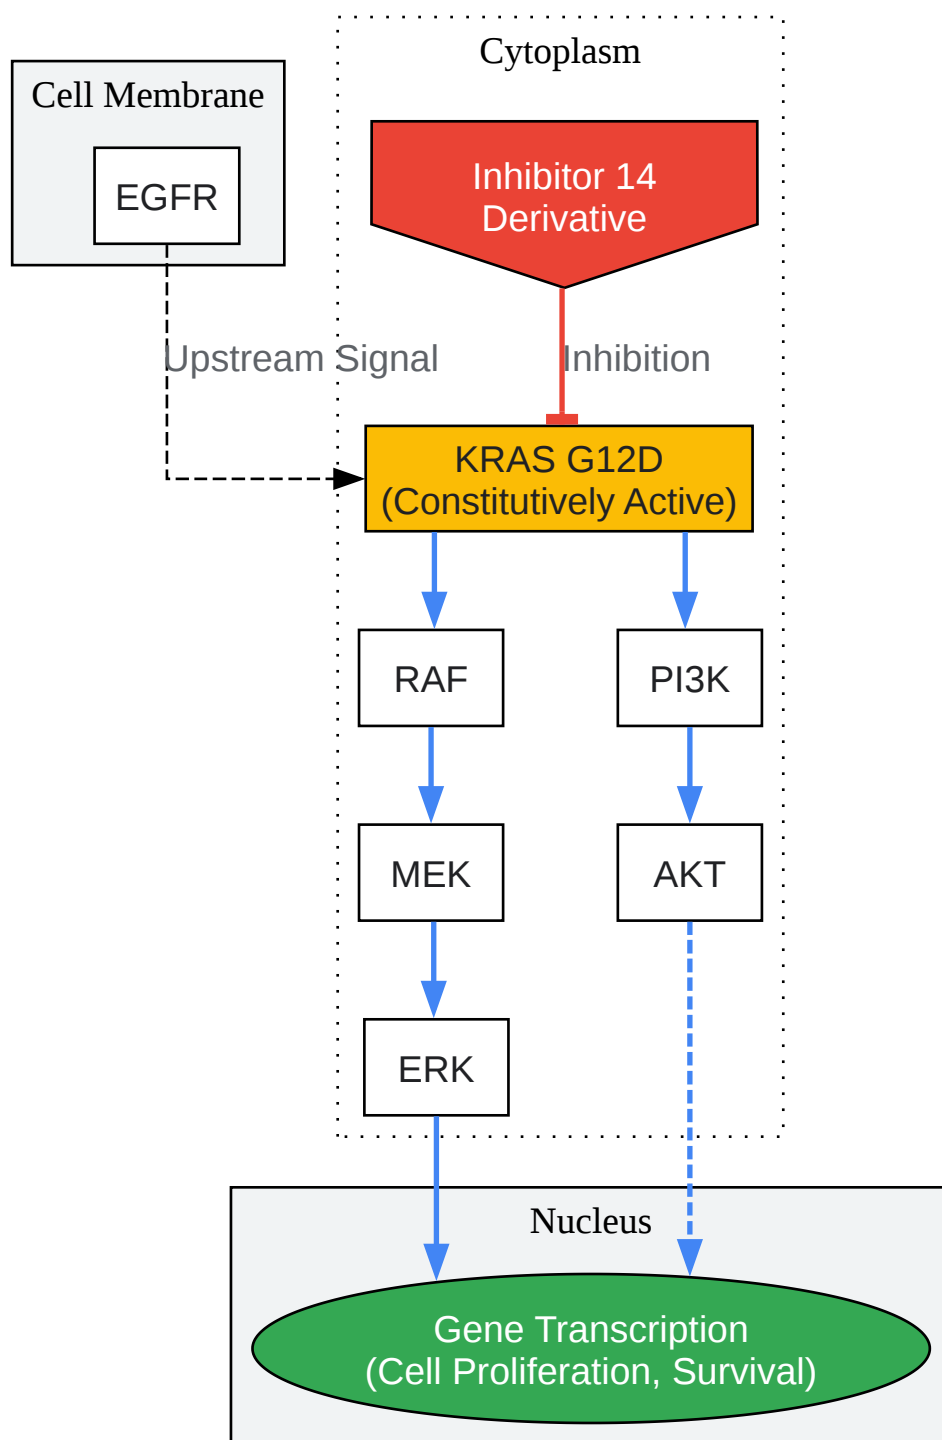 Cytoplasm
Cell Membrane
EGFR
Inhibitor 14
Derivative
Upstream Signal
Inhibition
KRAS G12D
(Constitutively Active)
RAF
PI3K
MEK
AKT
ERK
Nucleus
Gene Transcription
(Cell Proliferation, Survival)